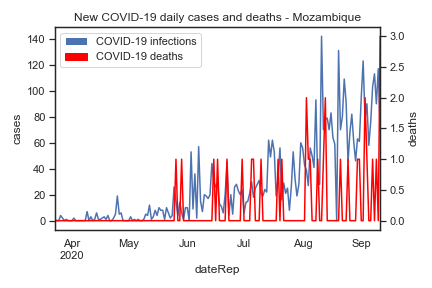 New COVID-19 daily cases and deaths - Mozambique
COVID-19 infections
COVID-19 deaths
140
120
100
80
60
40
20
0
cases
3.0
2.5
2.0
1.5
1.0
0.5
0.0
deaths
Apr
2020
May
Jun
Jul
Aug
Sep
dateRep